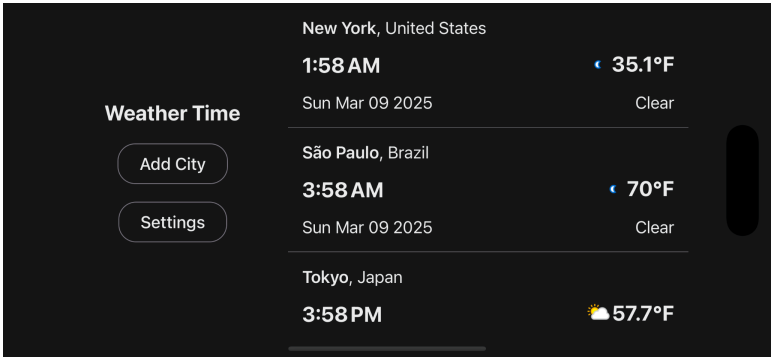 Weather Time
Add City
Settings
New York, United States
1:58 AM 35.1°F
Sun Mar 09 2025 Clear
São Paulo, Brazil
3:58 AM 70°F
Sun Mar 09 2025 Clear
Tokyo, Japan
3:58 PM 57.7°F